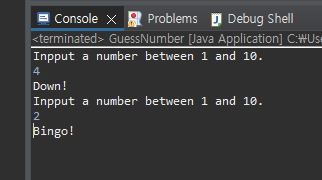 Console
Problems
Debug Shell
<terminated> GuessNumber [Java Application] C:₩Use
Inpput a number between 1 and 10.
4
Down!
Inpput a number between 1 and 10.
2
Bingo!